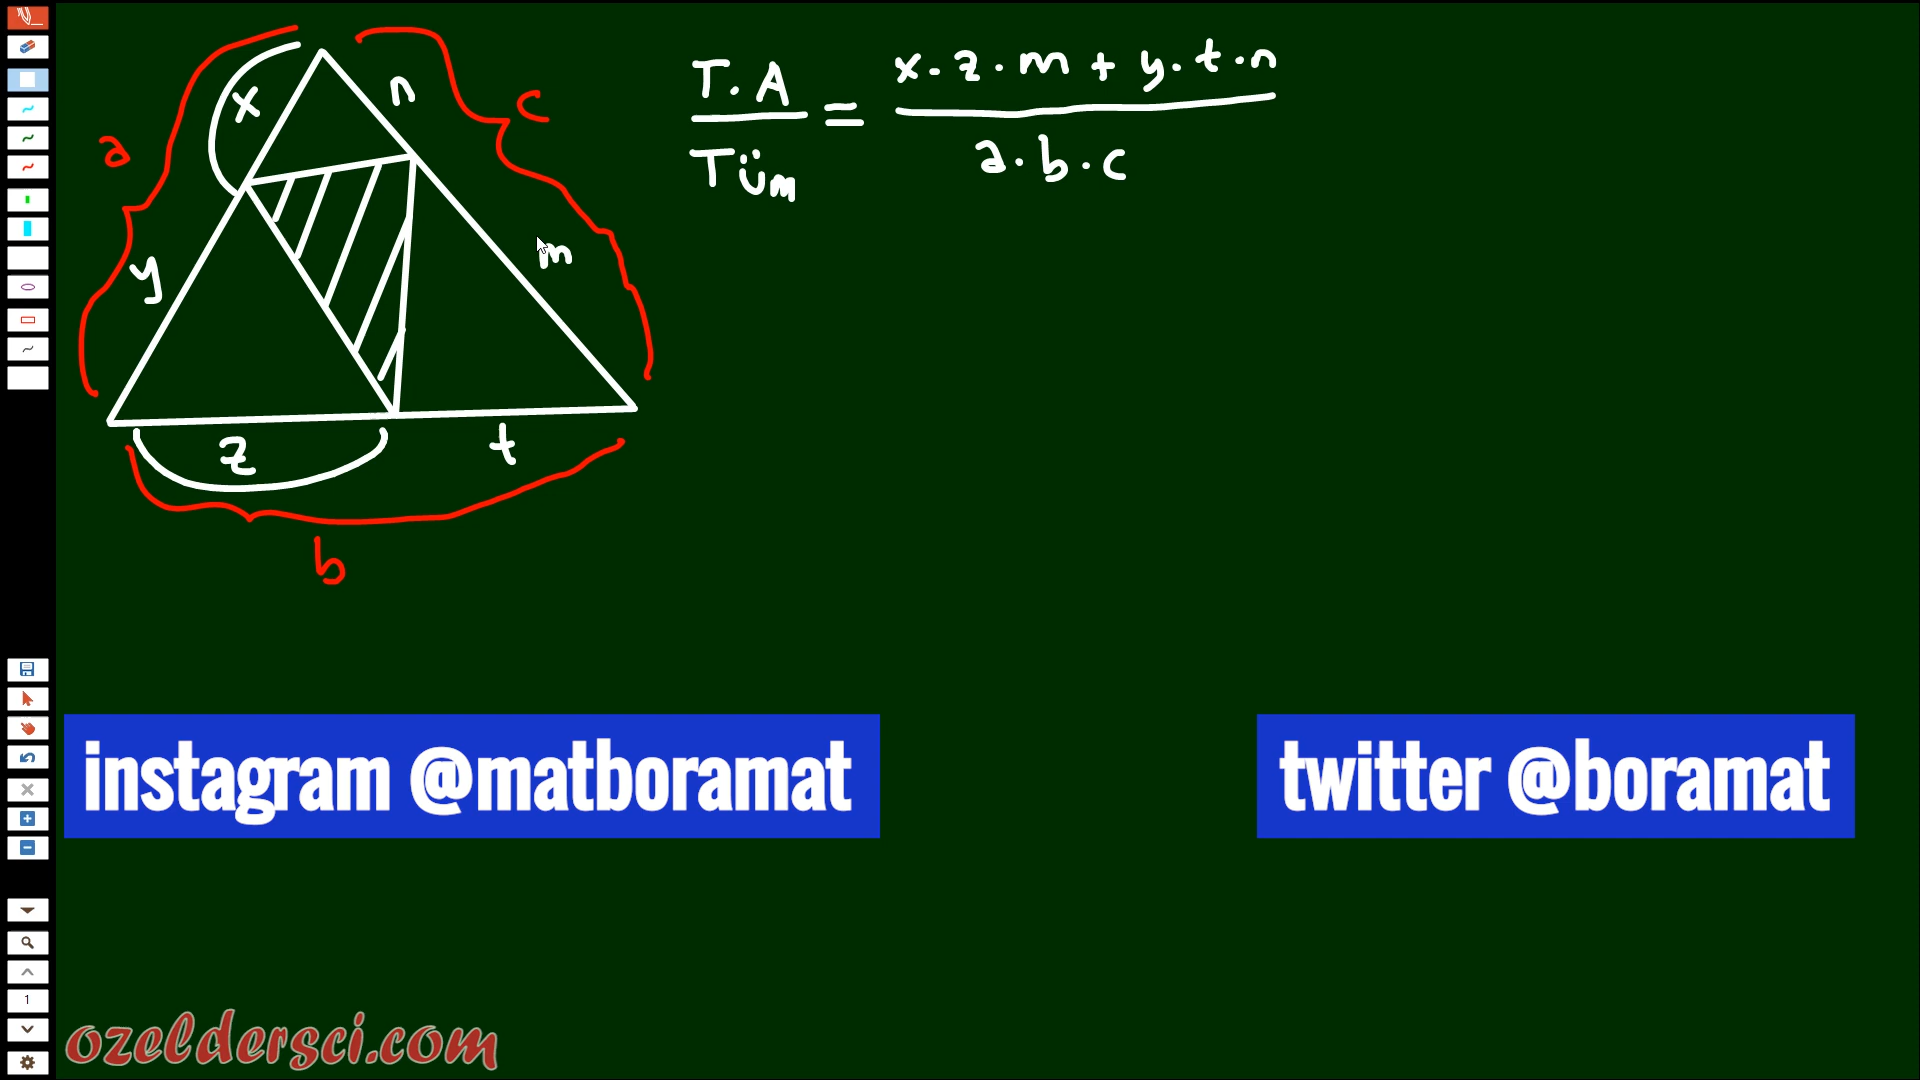 x
n
c
a
y
m
z
t
b
T.A
Tüm
=
x.z.m + y.t.n
a.b.c
instagram @matboramat
twitter @boramat
1
ozeldersci.com